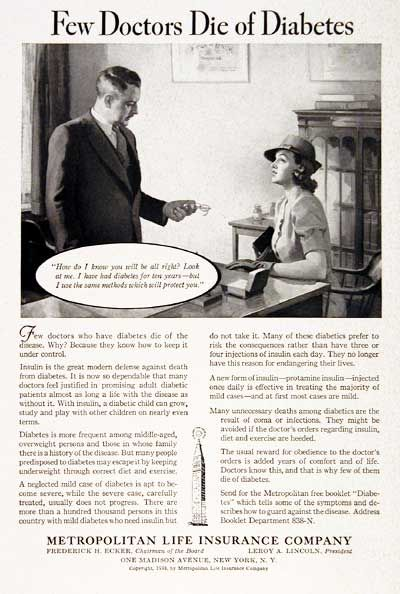 Few Doctors Die of Diabetes
"How do I know you will be all right? Look
at me. I have had diabetes for ten years—but
I use the same methods which will protect you."
Few doctors who have diabetes die of the
disease. Why? Because they know how to keep it
under control.
Insulin is the great modern defense against death
from diabetes. It is now so dependable that many
doctors feel justified in promising adult diabetic
patients almost as long a life with the disease as
without it. With insulin, a diabetic child can grow,
study and play with other children on nearly even
terms.
Diabetes is more frequent among middle-aged,
overweight persons and those in whose family
there is a history of the disease. But many people
predisposed to diabetes may escape it by keeping
underweight through correct diet and exercise.
A neglected mild case of diabetes is apt to be-
come severe, while the severe case, carefully
treated, usually does not progress. There are
more than a hundred thousand persons in this
country with mild diabetes who need insulin but
do not take it. Many of these diabetics prefer to
risk the consequences rather than have three or
four injections of insulin each day. They no longer
have this reason for endangering their lives.
A new form of insulin—protamine insulin—injected
once daily is effective in treating the majority of
mild cases—and at first most cases are mild.
Many unnecessary deaths among diabetics are the
result of coma or infections. They might be
avoided if the doctor's orders regarding insulin,
diet and exercise are heeded.
The usual reward for obedience to the doctor's
orders is added years of comfort and of life.
Doctors know this, and that is why few of them
die of diabetes.
Send for the Metropolitan free booklet "Diabe-
tes" which tells some of the symptoms and de-
scribes how to guard against the disease. Address
Booklet Department 838-N.
METROPOLITAN LIFE INSURANCE COMPANY
FREDERICK H. ECKER, Chairman of the Board
LEROY A. LINCOLN, President
ONE MADISON AVENUE, NEW YORK, N. Y.
Copyright, 1938, by Metropolitan Life Insurance Company